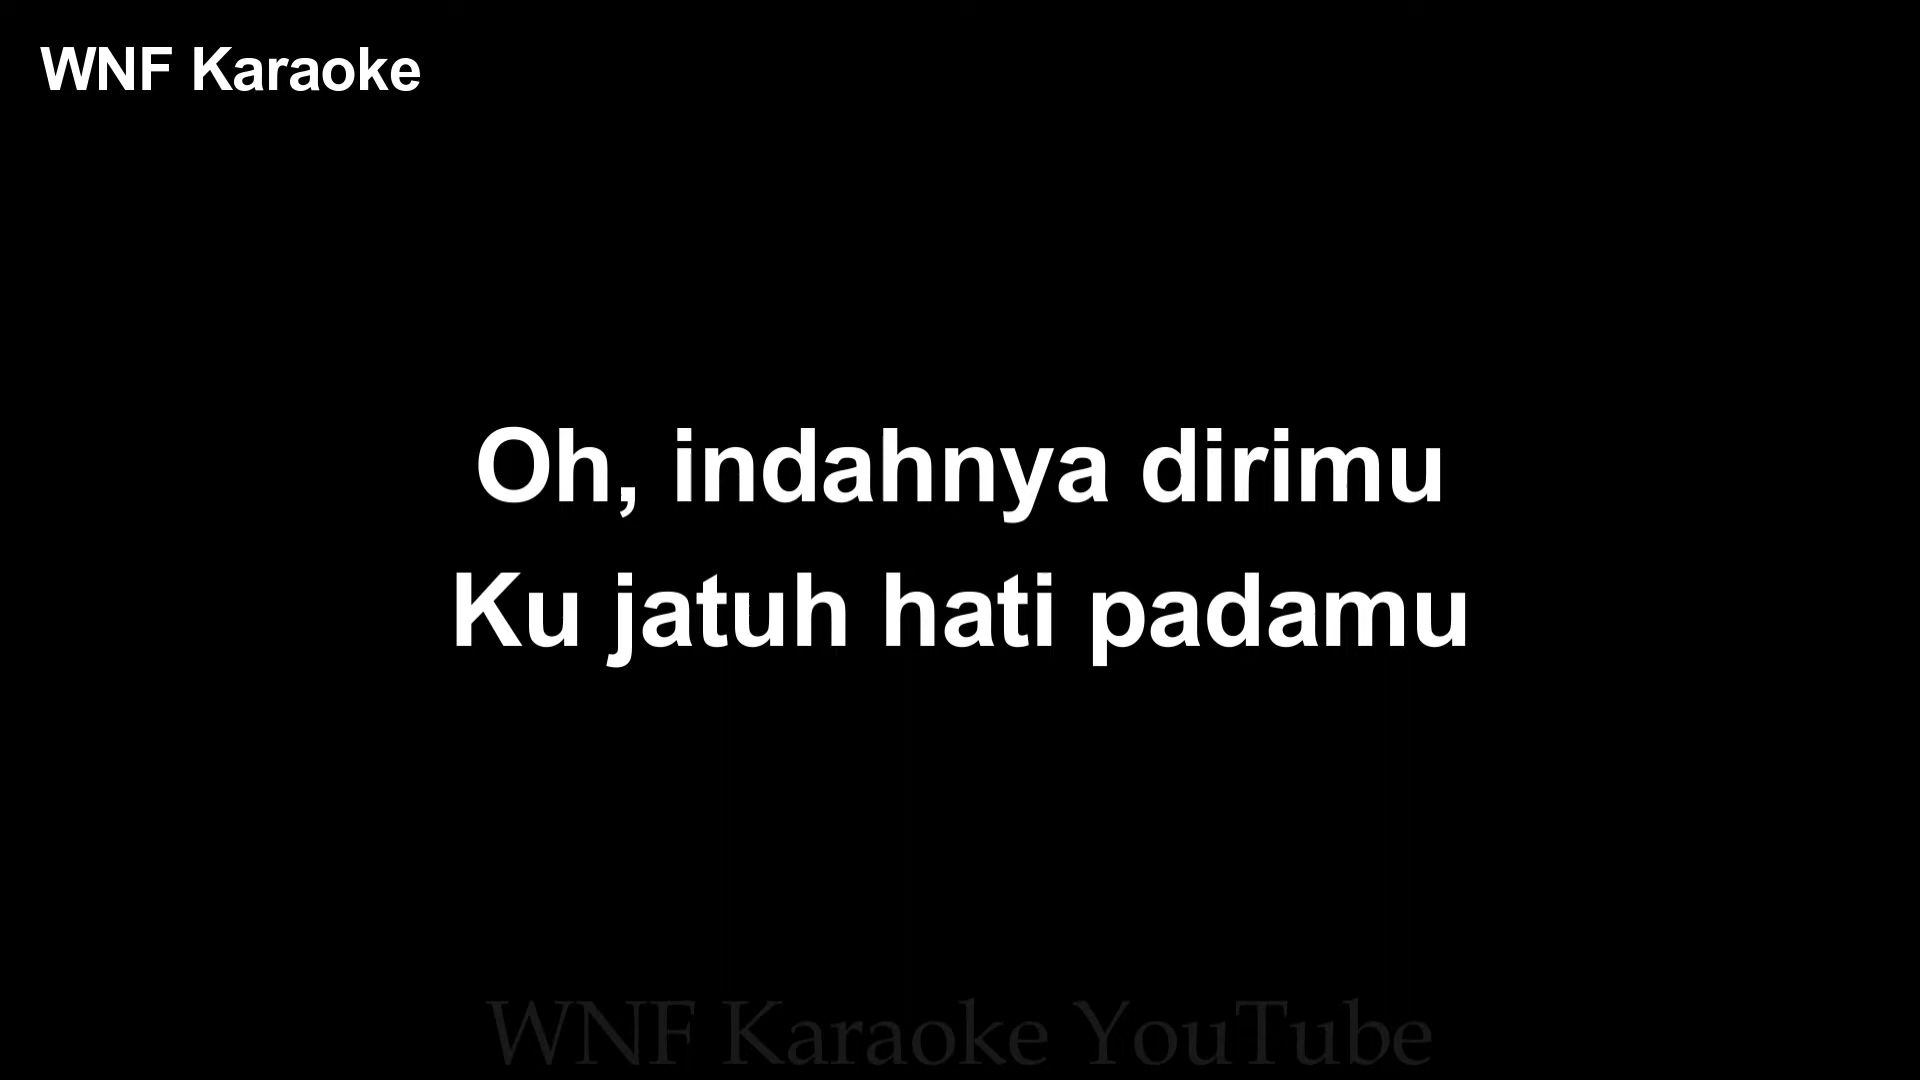 WNF Karaoke
Oh, indahnya dirimu
Ku jatuh hati padamu
WNF Karaoke YouTube